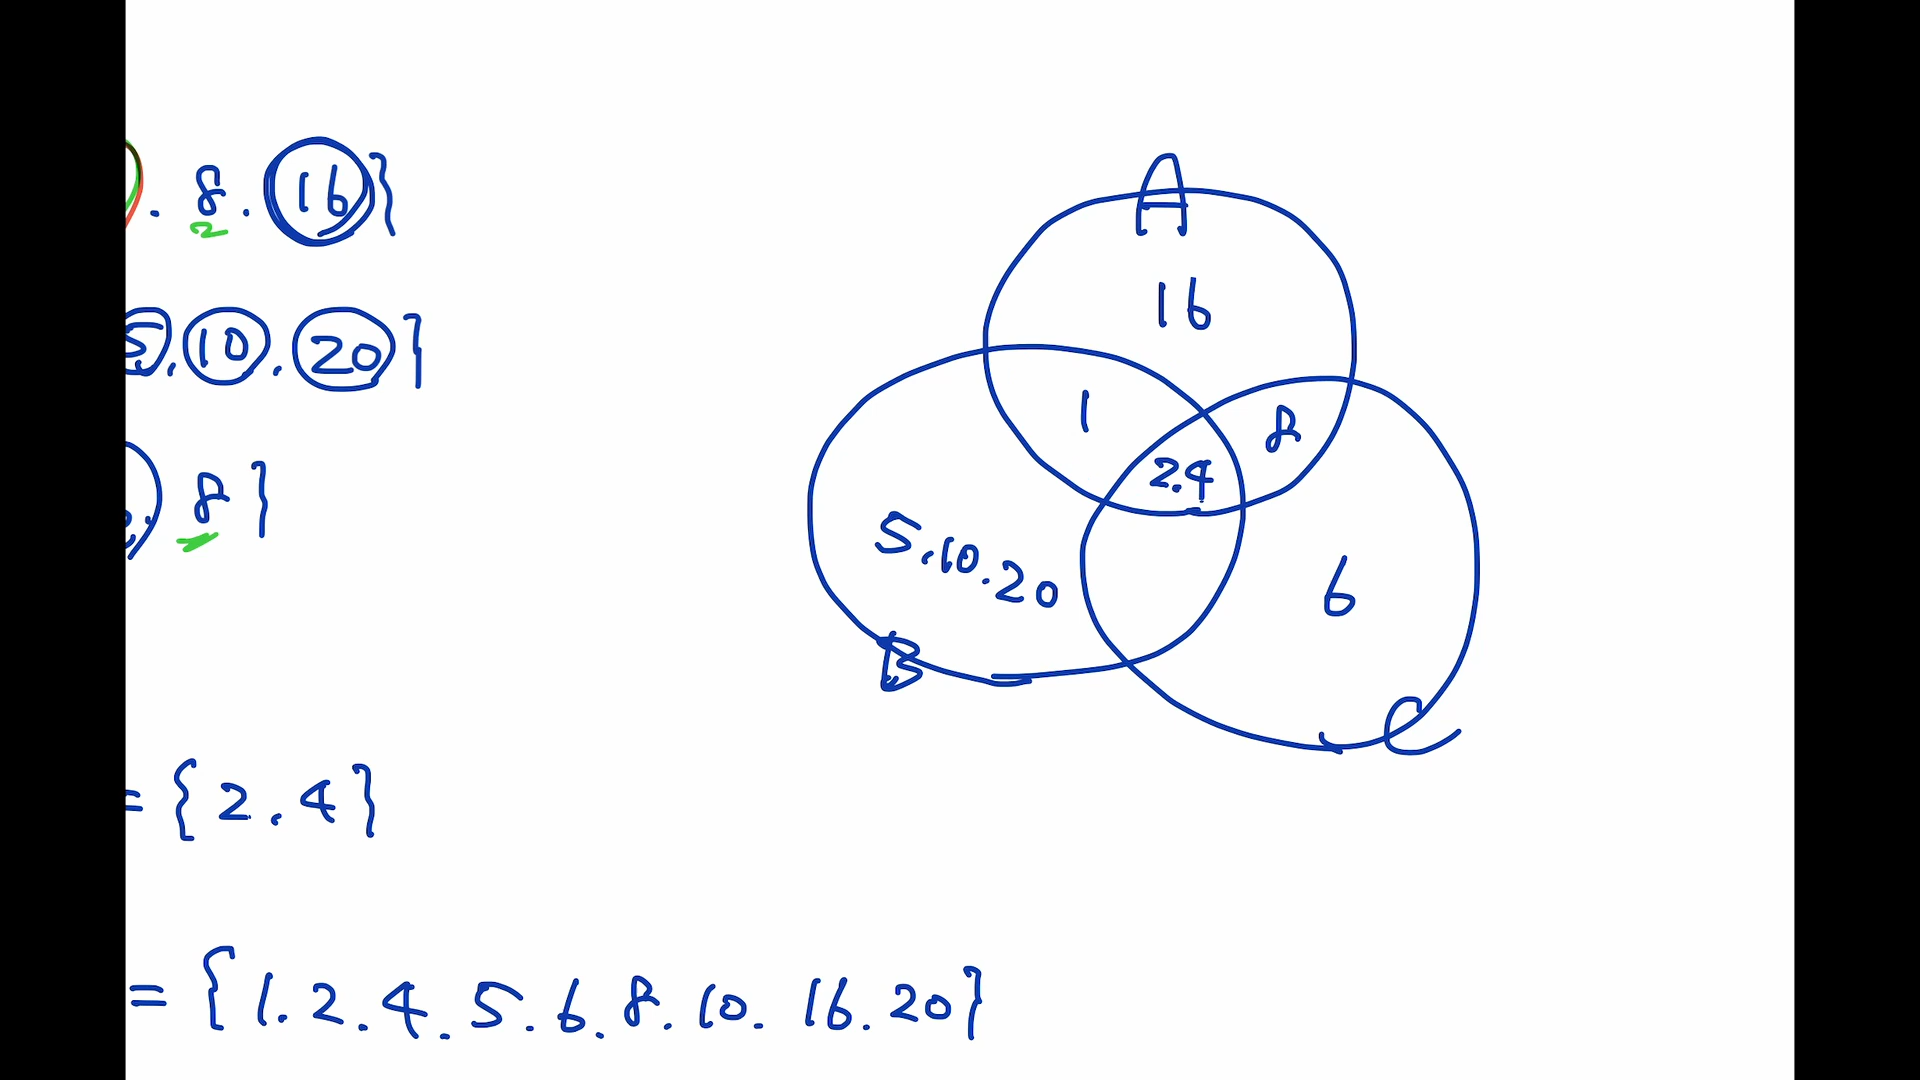 . 8 . 16 }
5 . 10 . 20 }
8 }
= { 2 . 4 }
= { 1 . 2 . 4 . 5 . 6 . 8 . 10 . 16 . 20 }
A
16
1
8
2.4
5.10.20
6
B
C